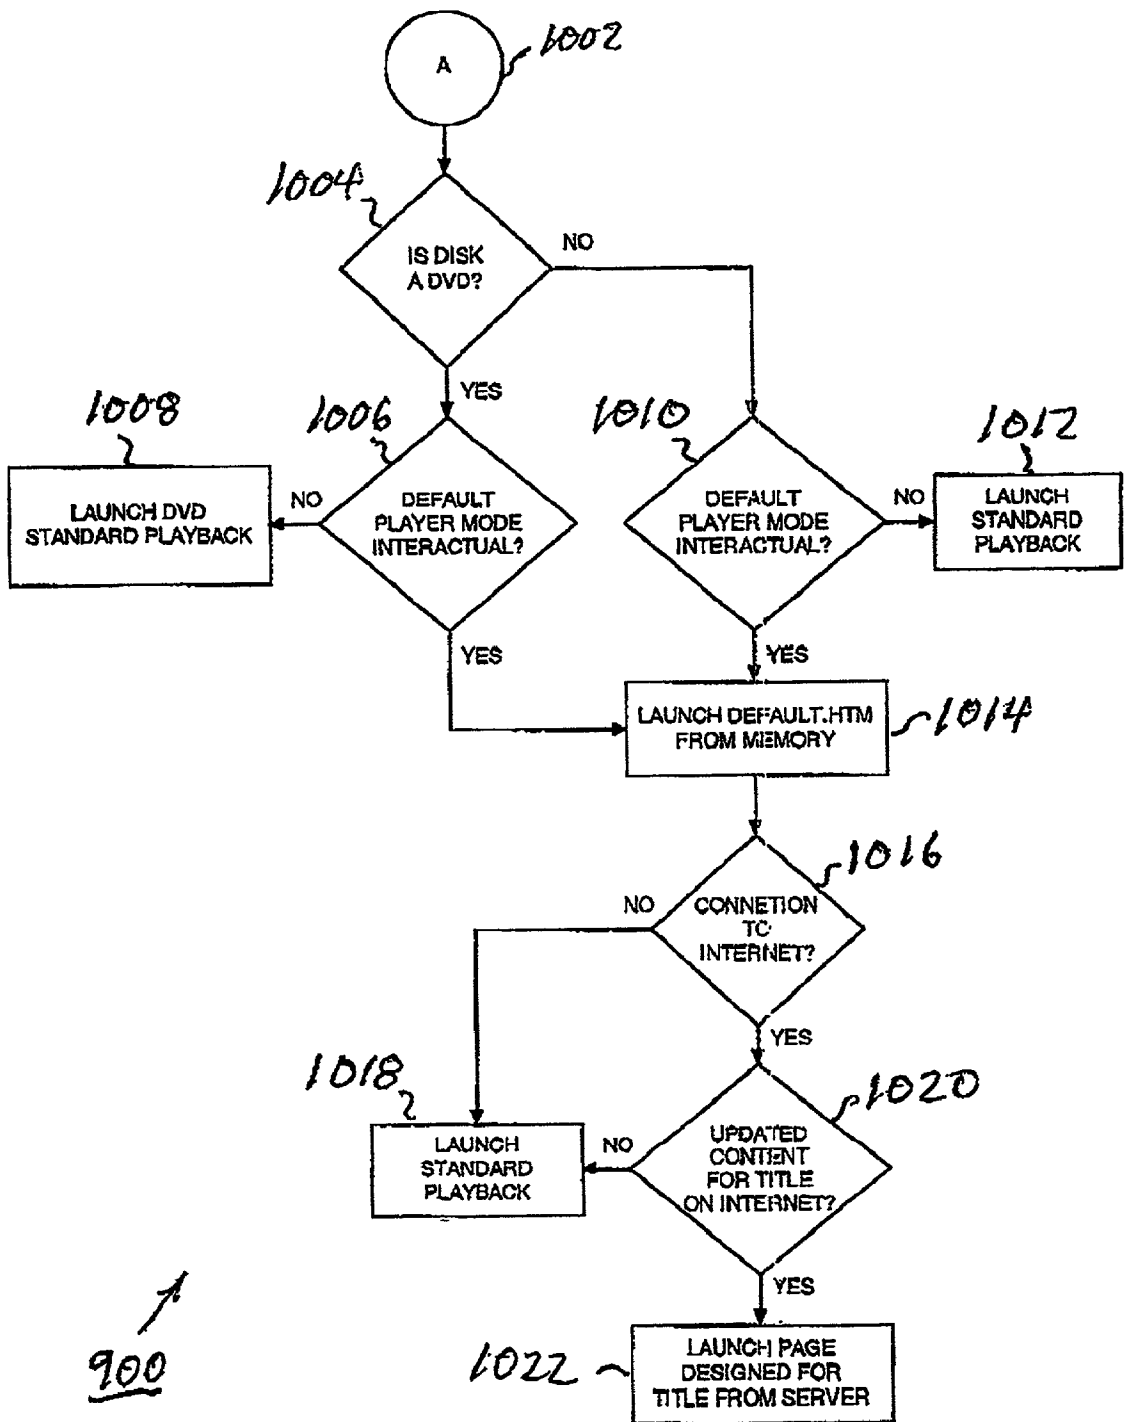 A
1002
1004
IS DISK
A DVD?
NO
YES
1008
1006
1010
1012
LAUNCH DVD
STANDARD PLAYBACK
NO
DEFAULT
PLAYER MODE
INTERACTUAL?
DEFAULT
PLAYER MODE
INTERACTUAL?
NO
LAUNCH
STANDARD
PLAYBACK
YES
YES
LAUNCH DEFAULT.HTM
FROM MEMORY
1014
1016
NO
CONNETION
TO
INTERNET?
YES
1018
1020
LAUNCH
STANDARD
PLAYBACK
NO
UPDATED
CONTENT
FOR TITLE
ON INTERNET?
YES
900
1022
LAUNCH PAGE
DESIGNED FOR
TITLE FROM SERVER